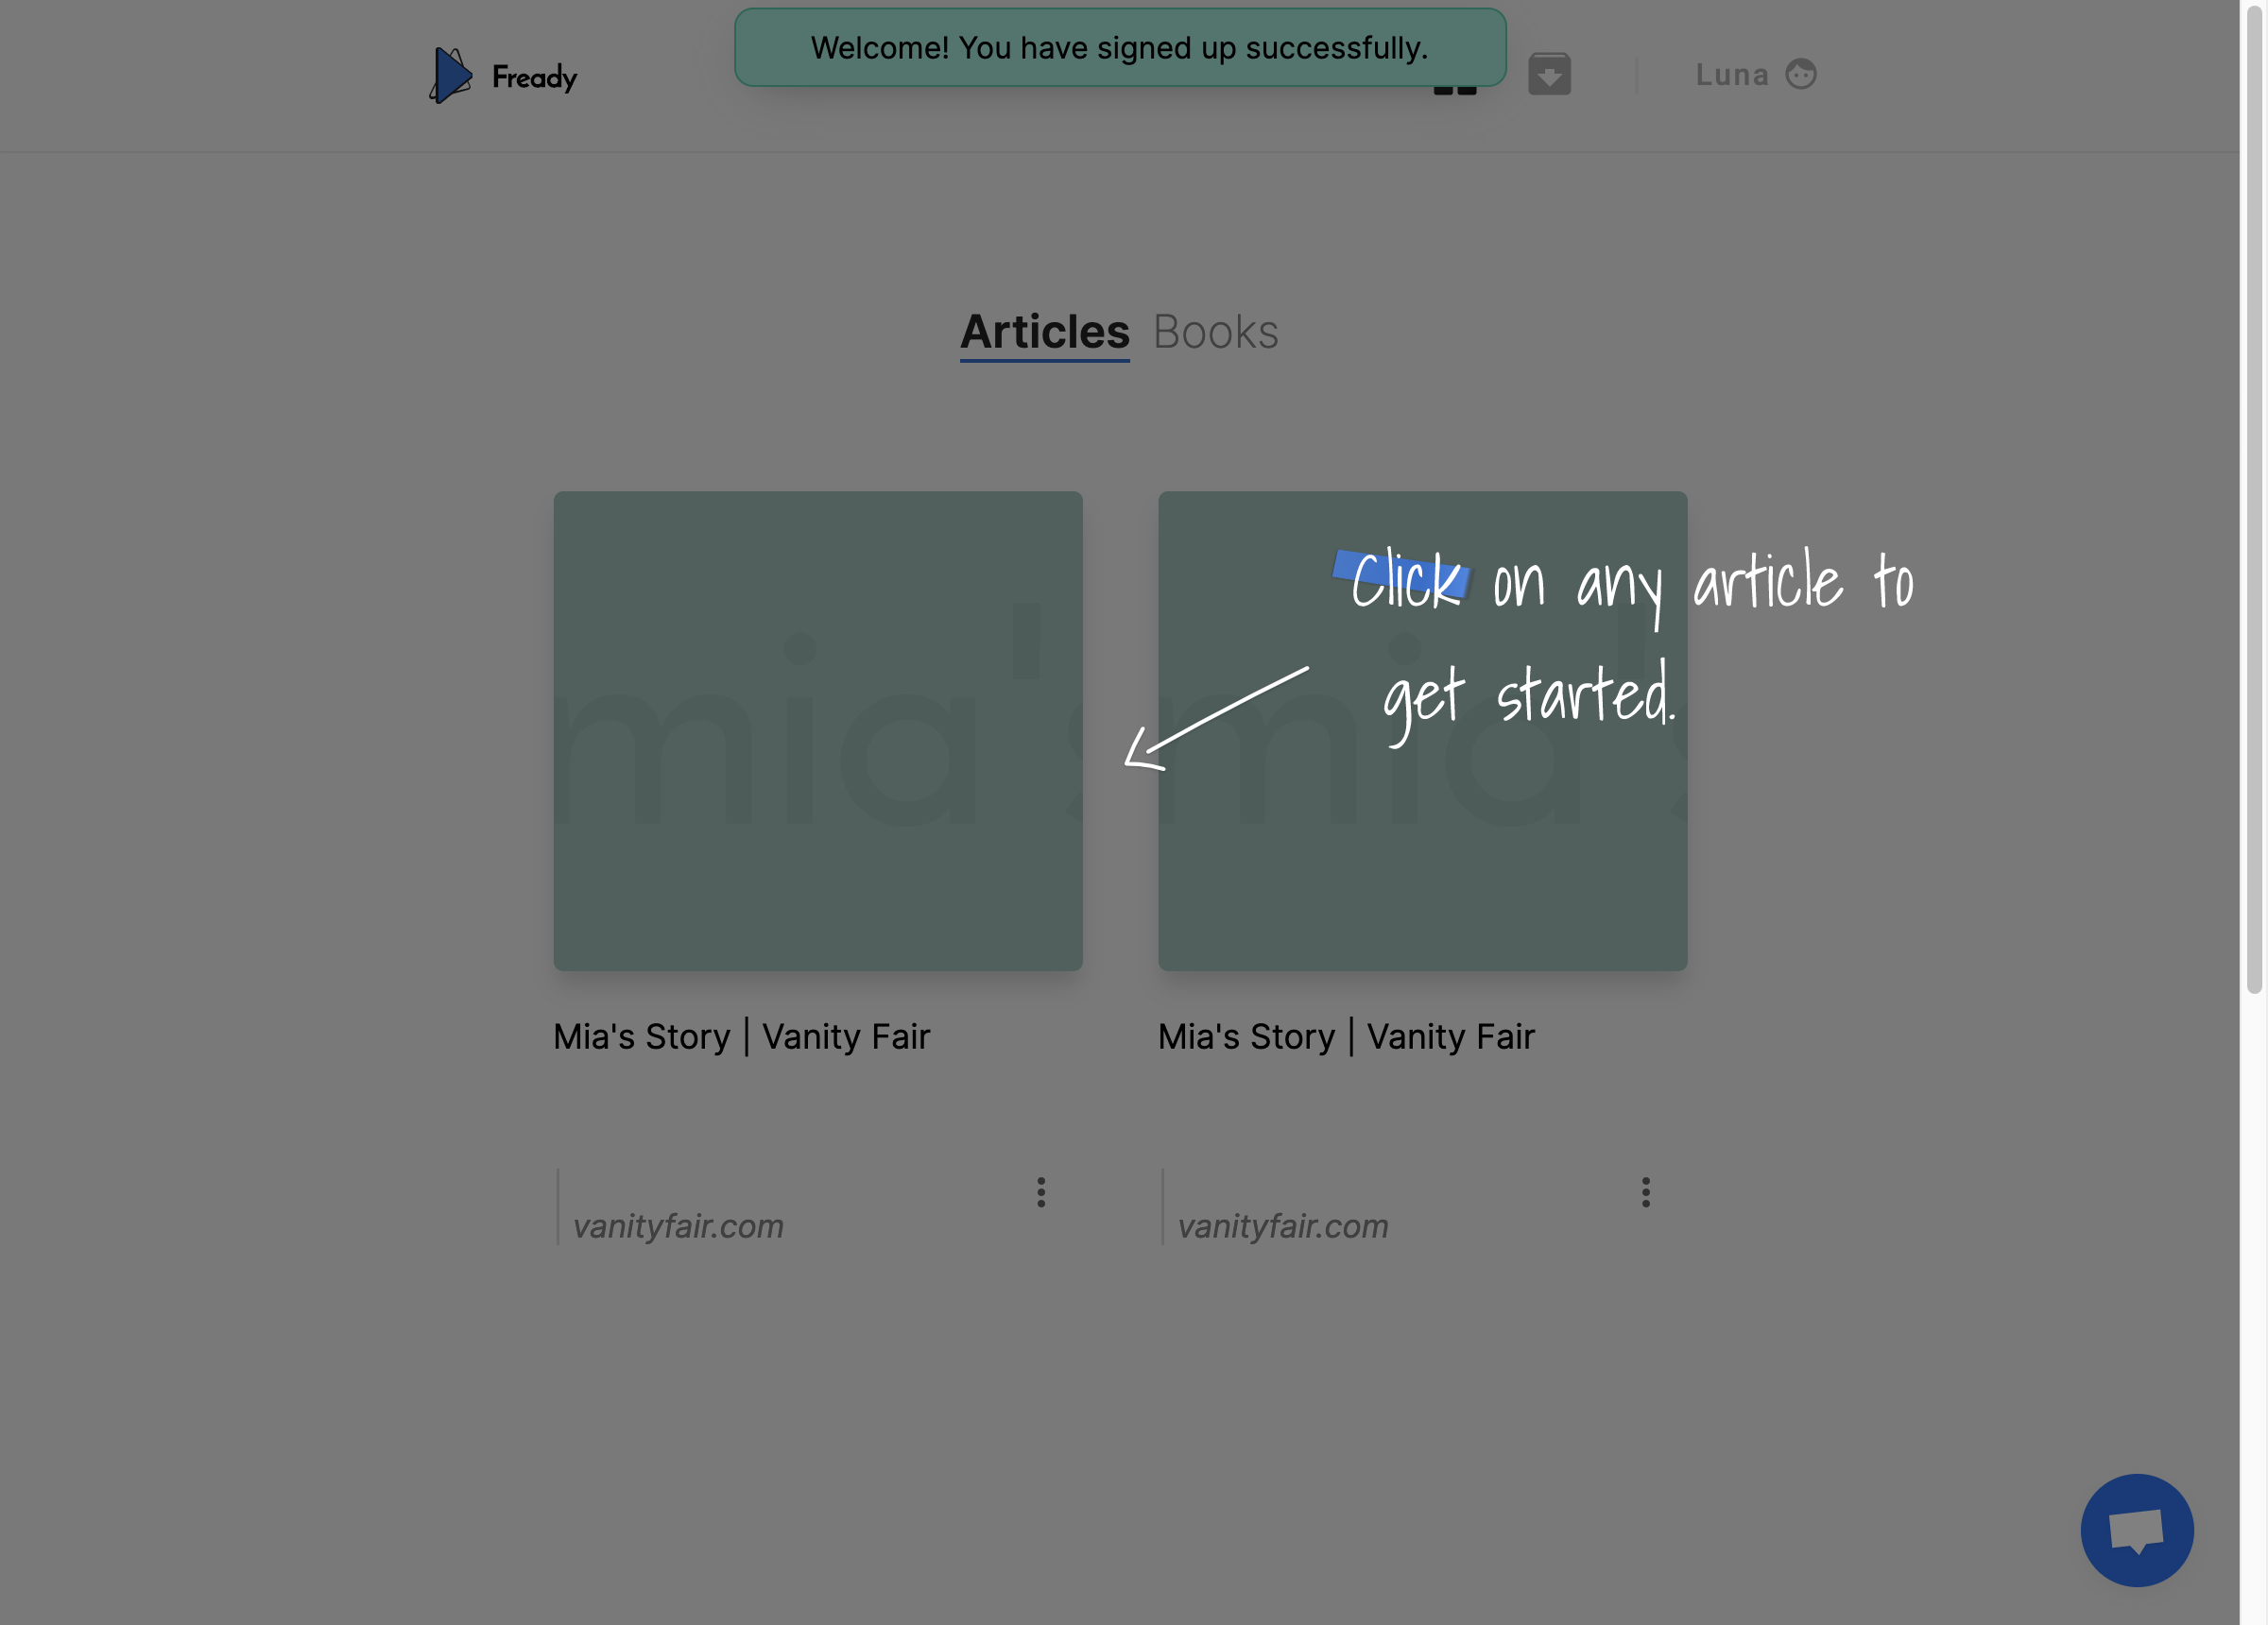 Welcome! You have signed up successfully.
Fready
Luna
Articles Books
mia's
mia's
Click on any article to
get started.
Mia's Story | Vanity Fair
Mia's Story | Vanity Fair
vanityfair.com
vanityfair.com